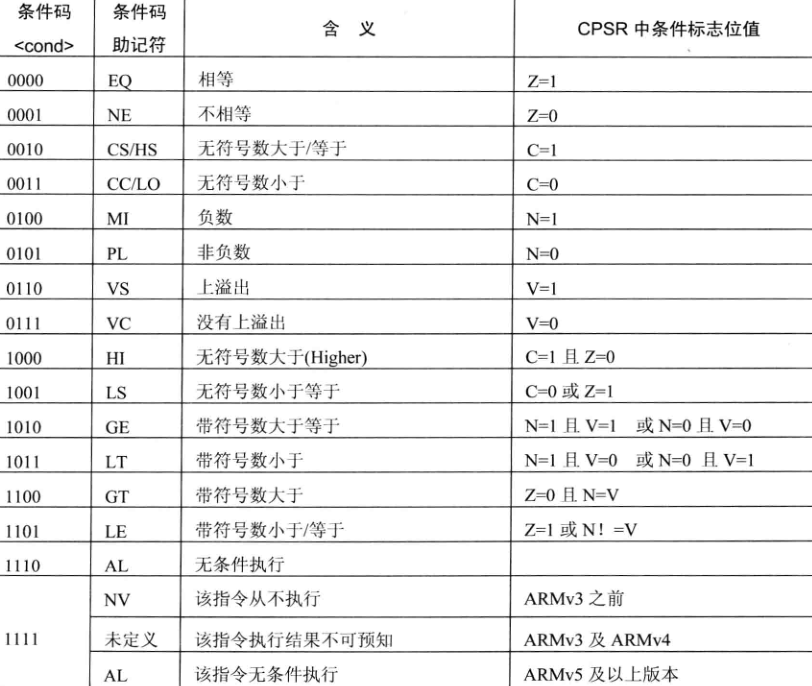 条件码 <cond> 条件码 助记符 含 义 CPSR 中条件标志位值
0000 EQ 相等 Z=1
0001 NE 不相等 Z=0
0010 CS/HS 无符号数大于/等于 C=1
0011 CC/LO 无符号数小于 C=0
0100 MI 负数 N=1
0101 PL 非负数 N=0
0110 VS 上溢出 V=1
0111 VC 没有上溢出 V=0
1000 HI 无符号数大于(Higher) C=1 且 Z=0
1001 LS 无符号数小于等于 C=0 或 Z=1
1010 GE 带符号数大于等于 N=1 且 V=1 或 N=0 且 V=0
1011 LT 带符号数小于 N=1 且 V=0 或 N=0 且 V=1
1100 GT 带符号数大于 Z=0 且 N=V
1101 LE 带符号数小于/等于 Z=1 或 N！=V
1110 AL 无条件执行
1111 NV 该指令从不执行 ARMv3 之前
未定义 该指令执行结果不可预知 ARMv3 及 ARMv4
AL 该指令无条件执行 ARMv5 及以上版本